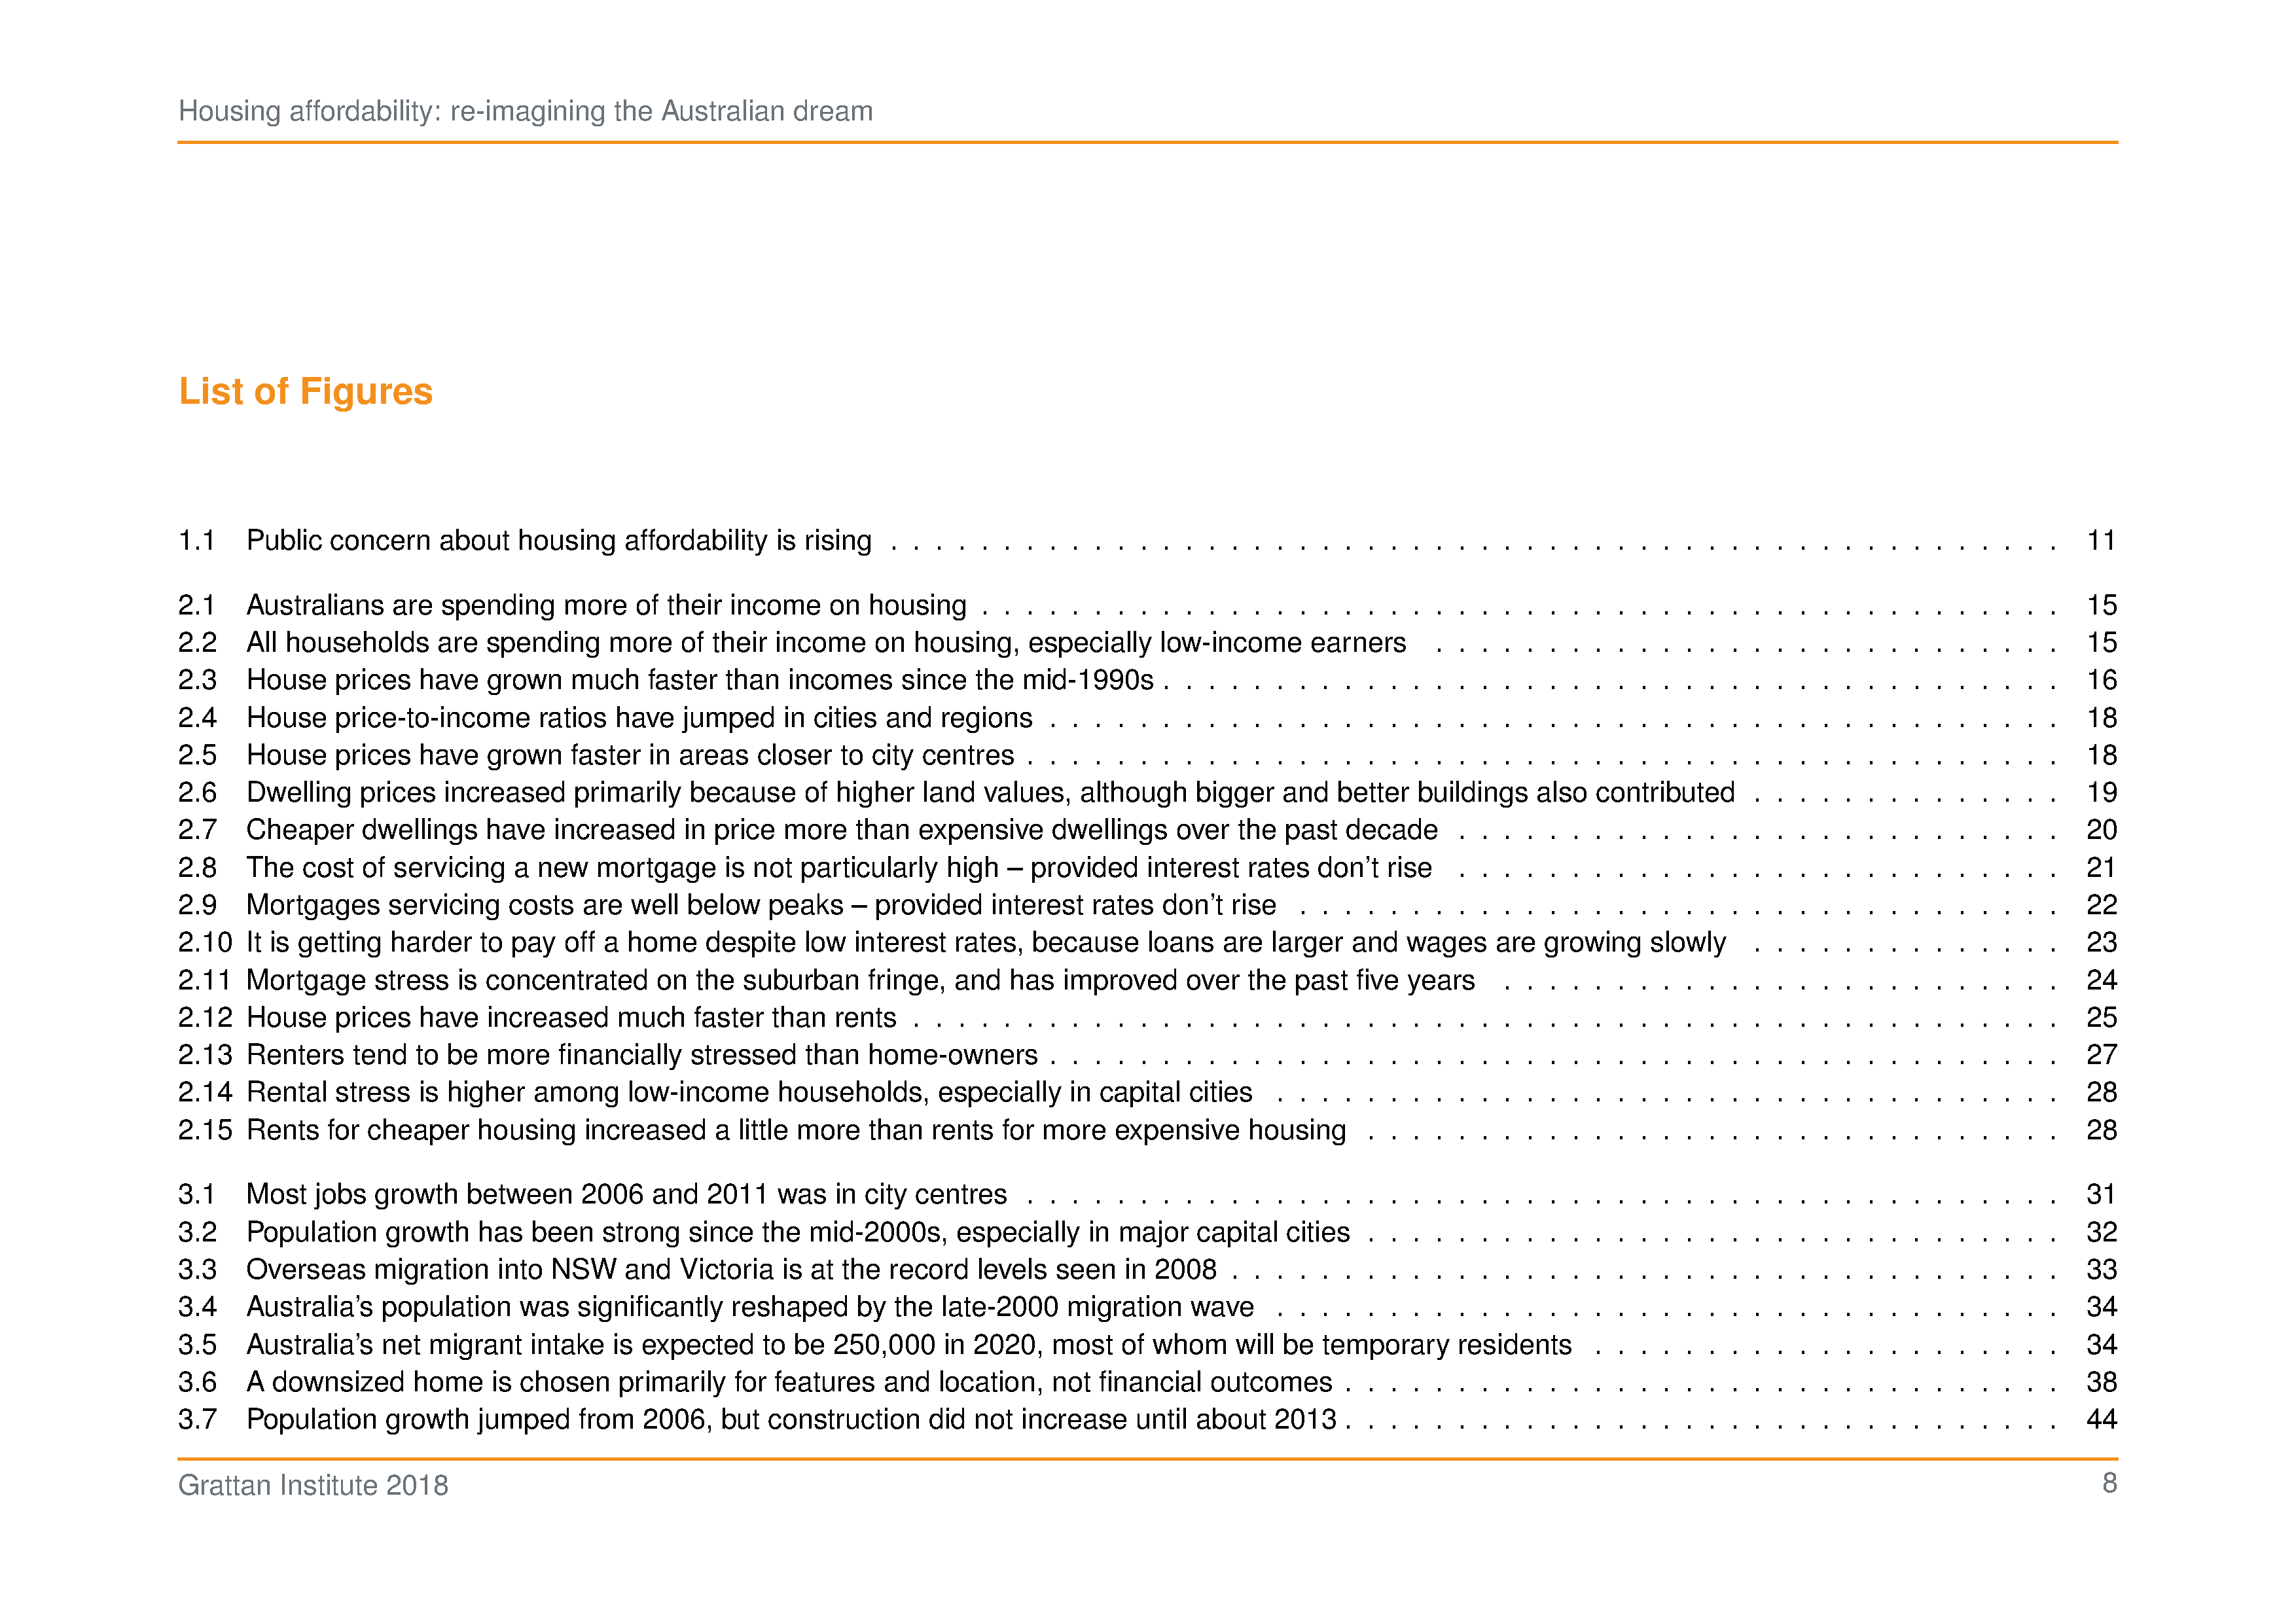 Housing affordability: re-imagining the Australian dream
List of Figures
1.1 Public concern about housing affordability is rising . . . . . . . . . . . . . . . . . . . . . . . . . . . . . . . . . . . . . . . . . . . . . . . . . . . . 11
2.1 Australians are spending more of their income on housing . . . . . . . . . . . . . . . . . . . . . . . . . . . . . . . . . . . . . . . . . . . . . . . . 15
2.2 All households are spending more of their income on housing, especially low-income earners . . . . . . . . . . . . . . . . . . . . . . . . . . . . 15
2.3 House prices have grown much faster than incomes since the mid-1990s . . . . . . . . . . . . . . . . . . . . . . . . . . . . . . . . . . . . . . . . 16
2.4 House price-to-income ratios have jumped in cities and regions . . . . . . . . . . . . . . . . . . . . . . . . . . . . . . . . . . . . . . . . . . . . . 18
2.5 House prices have grown faster in areas closer to city centres . . . . . . . . . . . . . . . . . . . . . . . . . . . . . . . . . . . . . . . . . . . . . . 18
2.6 Dwelling prices increased primarily because of higher land values, although bigger and better buildings also contributed . . . . . . . . . . . . . . 19
2.7 Cheaper dwellings have increased in price more than expensive dwellings over the past decade . . . . . . . . . . . . . . . . . . . . . . . . . . . 20
2.8 The cost of servicing a new mortgage is not particularly high – provided interest rates don’t rise . . . . . . . . . . . . . . . . . . . . . . . . . . . 21
2.9 Mortgages servicing costs are well below peaks – provided interest rates don’t rise . . . . . . . . . . . . . . . . . . . . . . . . . . . . . . . . . . 22
2.10 It is getting harder to pay off a home despite low interest rates, because loans are larger and wages are growing slowly . . . . . . . . . . . . . . 23
2.11 Mortgage stress is concentrated on the suburban fringe, and has improved over the past five years . . . . . . . . . . . . . . . . . . . . . . . . . 24
2.12 House prices have increased much faster than rents . . . . . . . . . . . . . . . . . . . . . . . . . . . . . . . . . . . . . . . . . . . . . . . . . . . 25
2.13 Renters tend to be more financially stressed than home-owners . . . . . . . . . . . . . . . . . . . . . . . . . . . . . . . . . . . . . . . . . . . . . 27
2.14 Rental stress is higher among low-income households, especially in capital cities . . . . . . . . . . . . . . . . . . . . . . . . . . . . . . . . . . . 28
2.15 Rents for cheaper housing increased a little more than rents for more expensive housing . . . . . . . . . . . . . . . . . . . . . . . . . . . . . . . 28
3.1 Most jobs growth between 2006 and 2011 was in city centres . . . . . . . . . . . . . . . . . . . . . . . . . . . . . . . . . . . . . . . . . . . . . . 31
3.2 Population growth has been strong since the mid-2000s, especially in major capital cities . . . . . . . . . . . . . . . . . . . . . . . . . . . . . . . 32
3.3 Overseas migration into NSW and Victoria is at the record levels seen in 2008 . . . . . . . . . . . . . . . . . . . . . . . . . . . . . . . . . . . . . 33
3.4 Australia’s population was significantly reshaped by the late-2000 migration wave . . . . . . . . . . . . . . . . . . . . . . . . . . . . . . . . . . . 34
3.5 Australia’s net migrant intake is expected to be 250,000 in 2020, most of whom will be temporary residents . . . . . . . . . . . . . . . . . . . . . 34
3.6 A downsized home is chosen primarily for features and location, not financial outcomes . . . . . . . . . . . . . . . . . . . . . . . . . . . . . . . . 38
3.7 Population growth jumped from 2006, but construction did not increase until about 2013 . . . . . . . . . . . . . . . . . . . . . . . . . . . . . . . . 44
Grattan Institute 2018 8